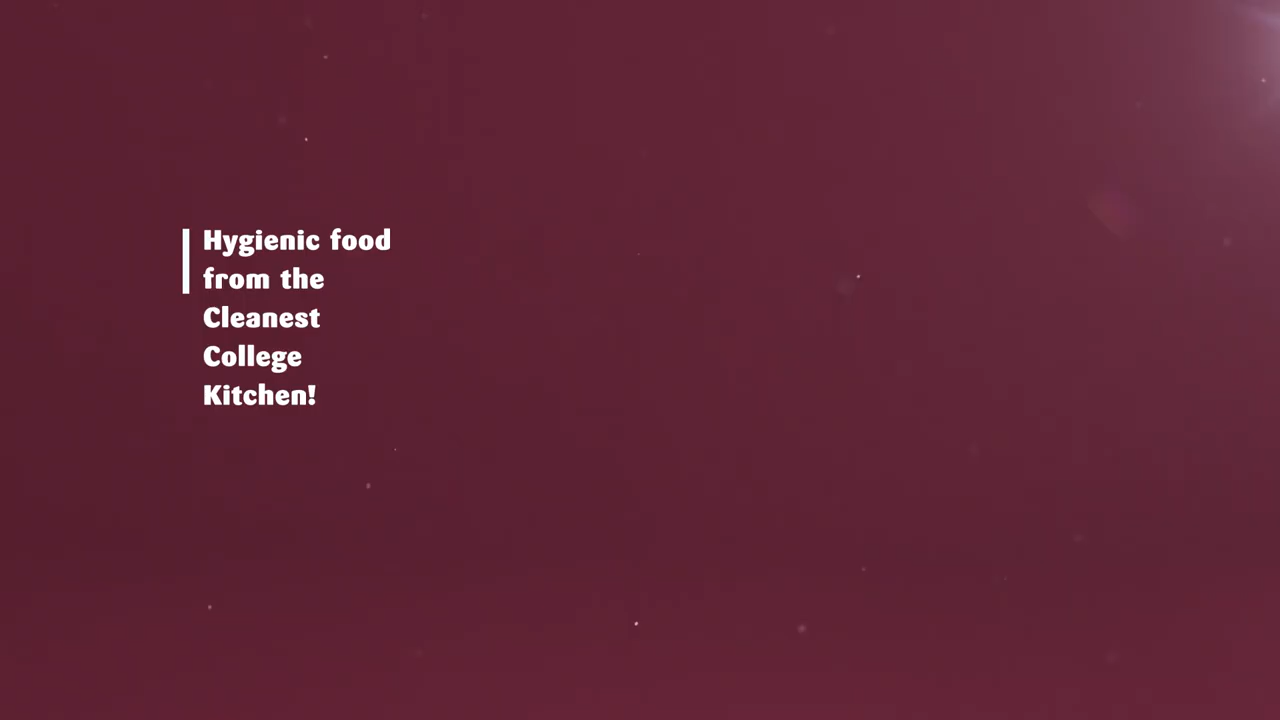 Hygienic food
from the
Cleanest
College
Kitchen!